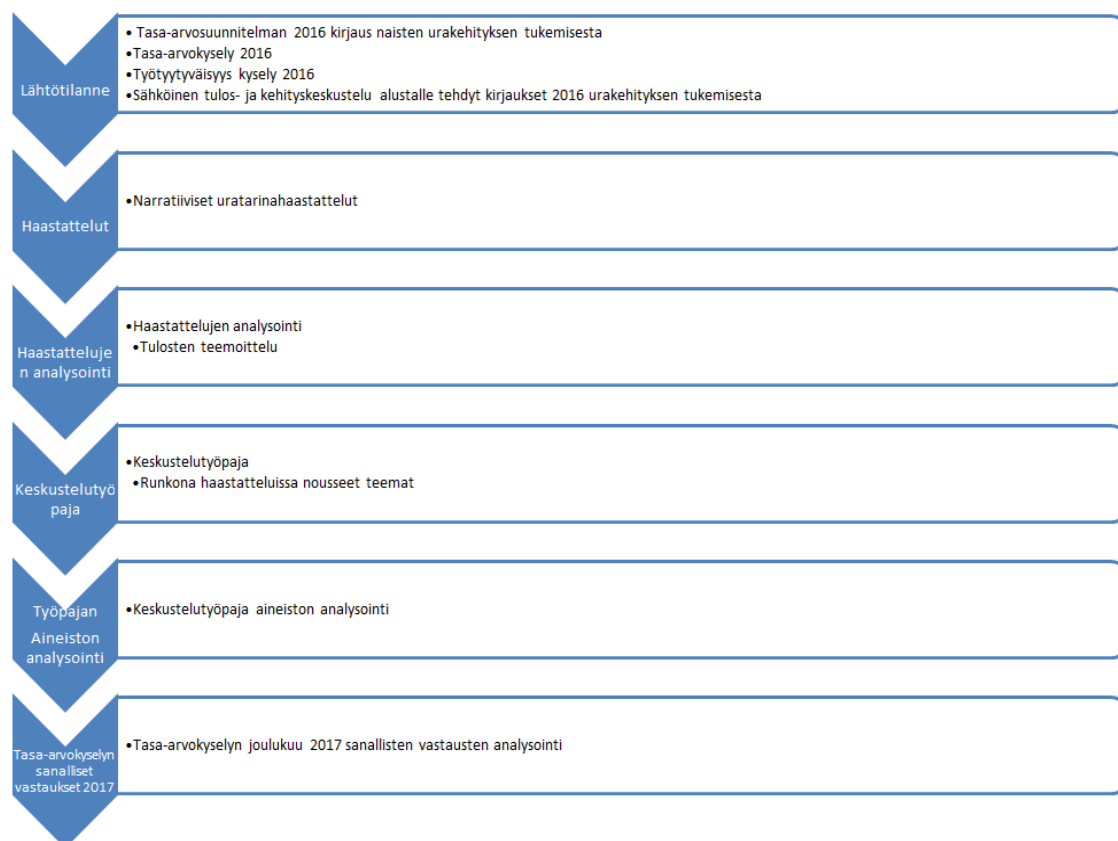 Lähtötilanne
• Tasa-arvosuunnitelman 2016 kirjaus naisten urakehityksen tukemisesta
•Tasa-arvokysely 2016
•Työtyytyväisyys kysely 2016
•Sähköinen tulos- ja kehityskeskustelu alustalle tehdyt kirjaukset 2016 urakehityksen tukemisesta
Haastattelut
•Narratiiviset uratarinahaastattelut
Haastatteluje
n analysointi
•Haastattelujen analysointi
•Tulosten teemoittelu
Keskustelutyö
paja
•Keskustelutyöpaja
•Runkona haastatteluissa nousseet teemat
Työpajan
Aineiston
analysointi
•Keskustelutyöpaja aineiston analysointi
Tasa-arvokyselyn
sanalliset
vastaukset 2017
•Tasa-arvokyselyn joulukuu 2017 sanallisten vastausten analysointi